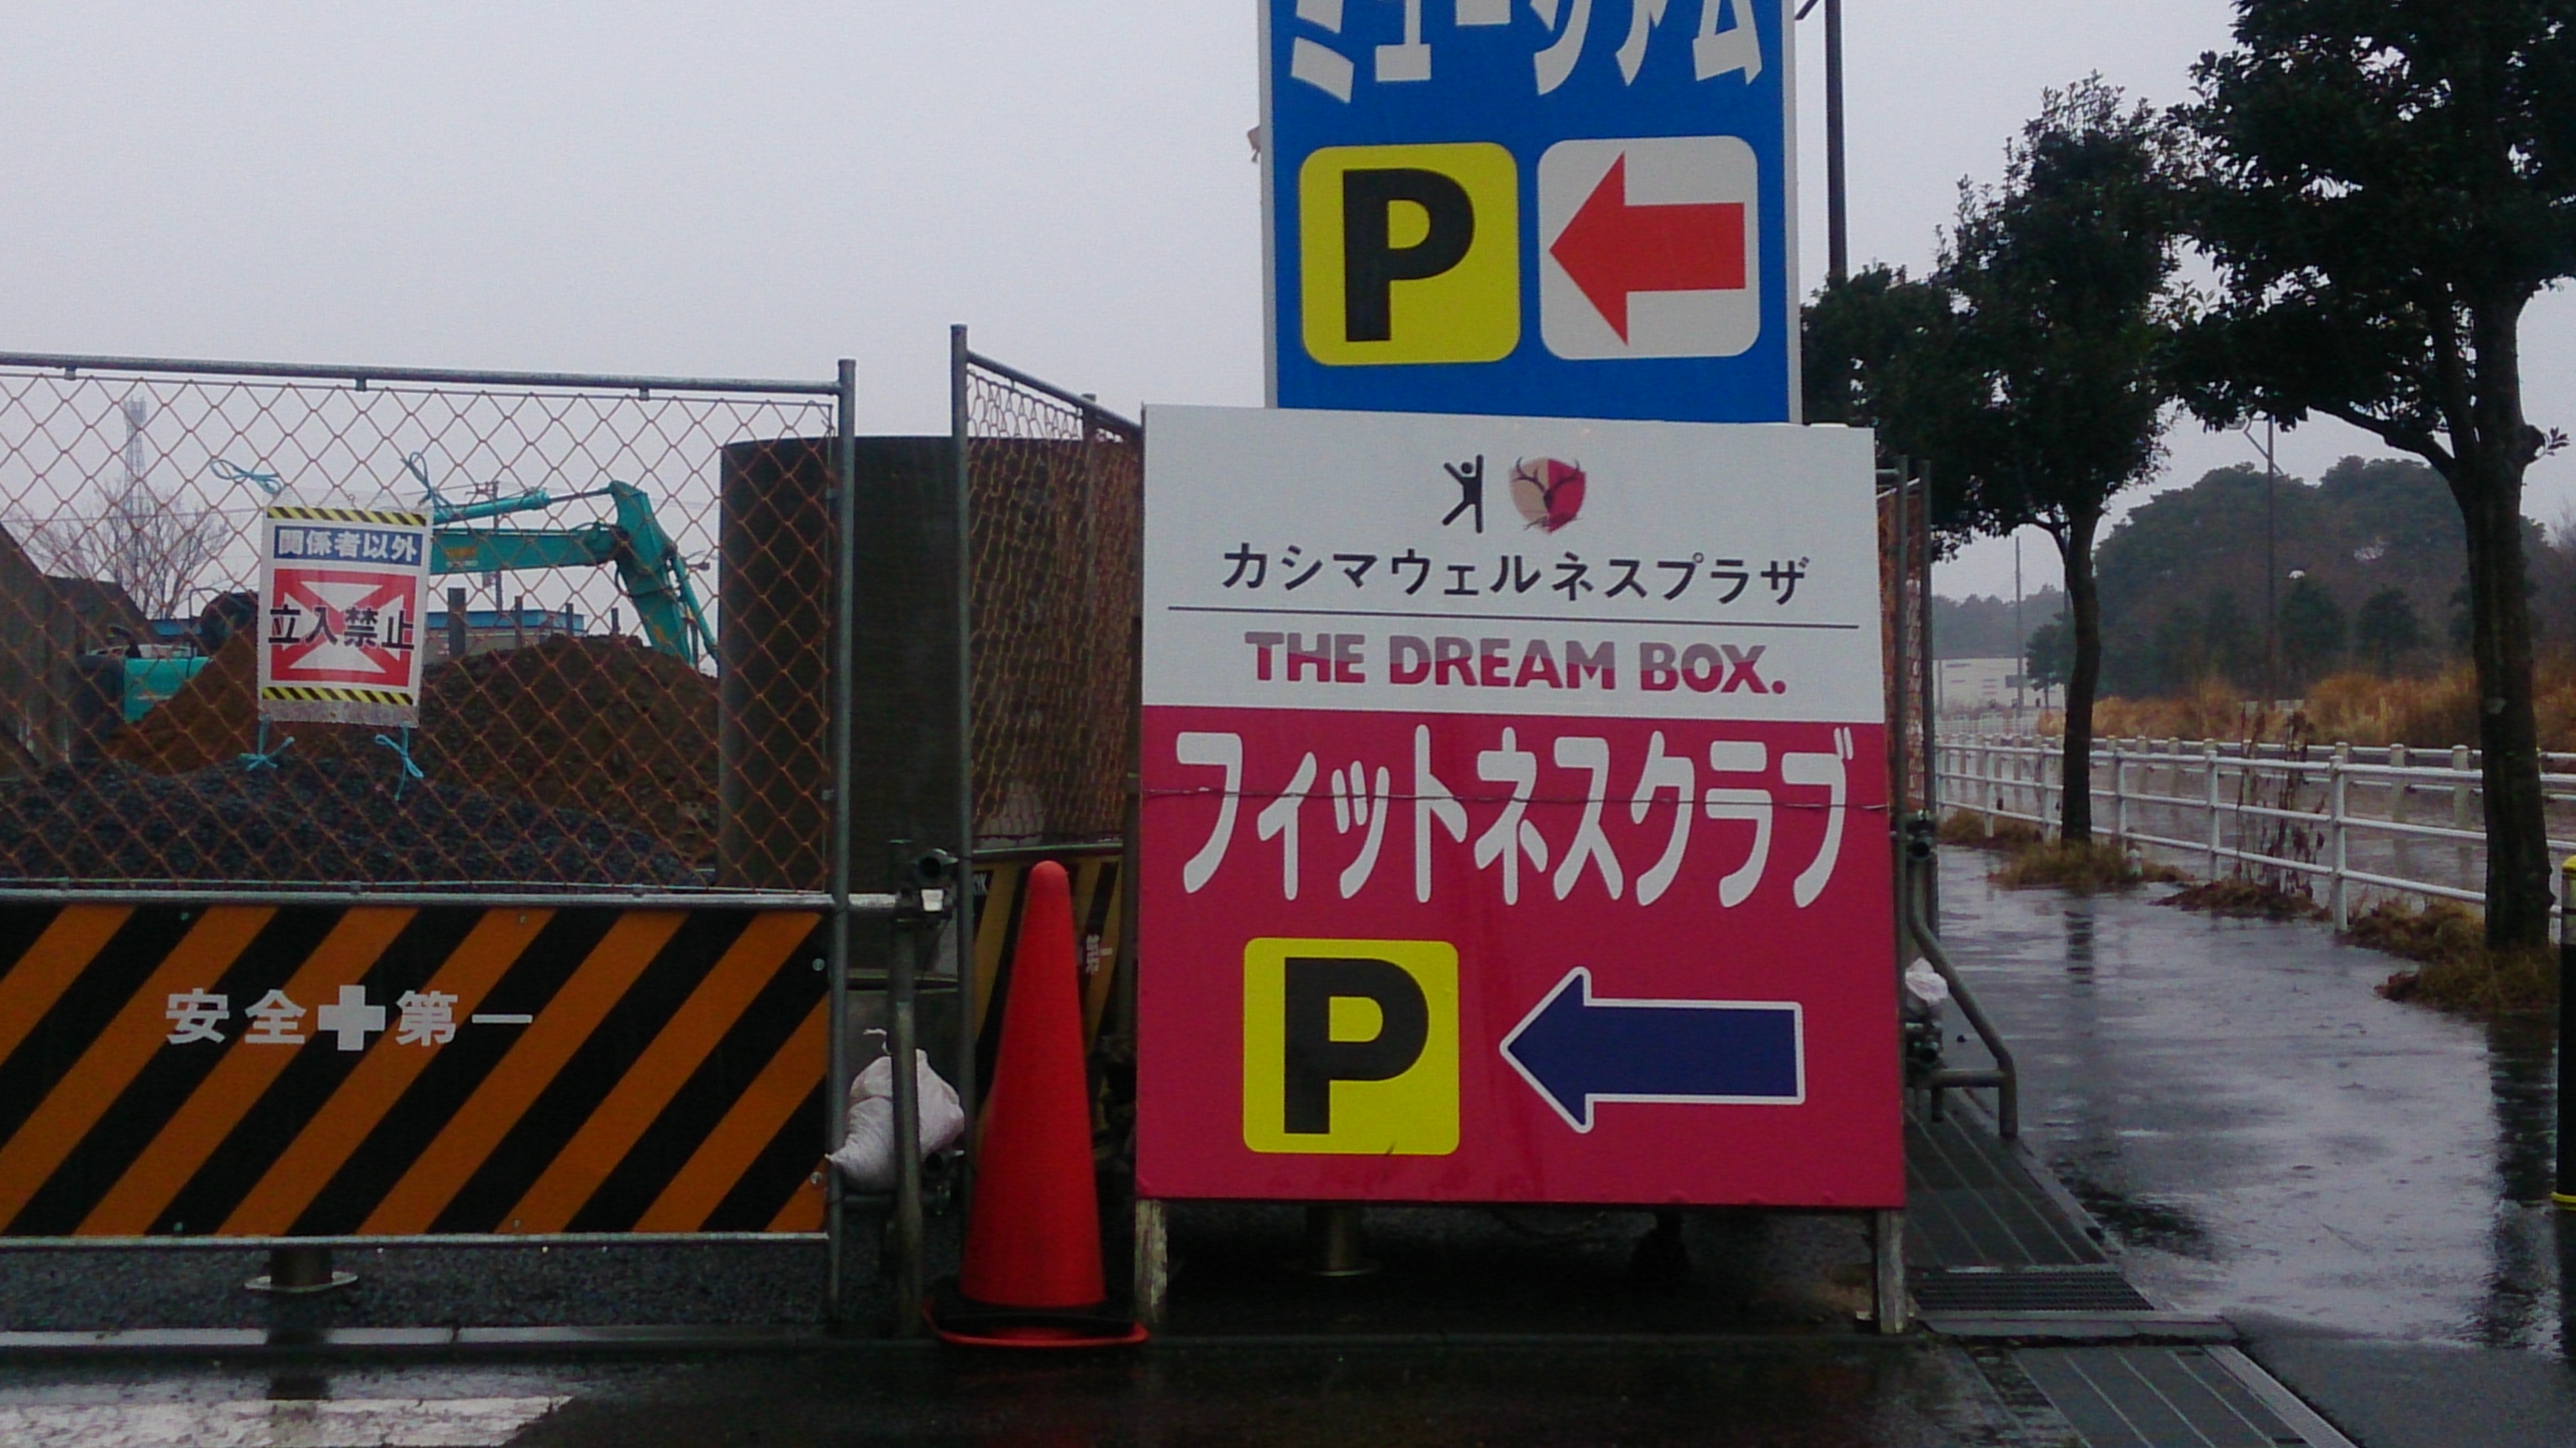 ミュージアム
P
カシマウェルネスプラザ
THE DREAM BOX.
フィットネスクラブ
P
関係者以外
立入禁止
安全第一
第一